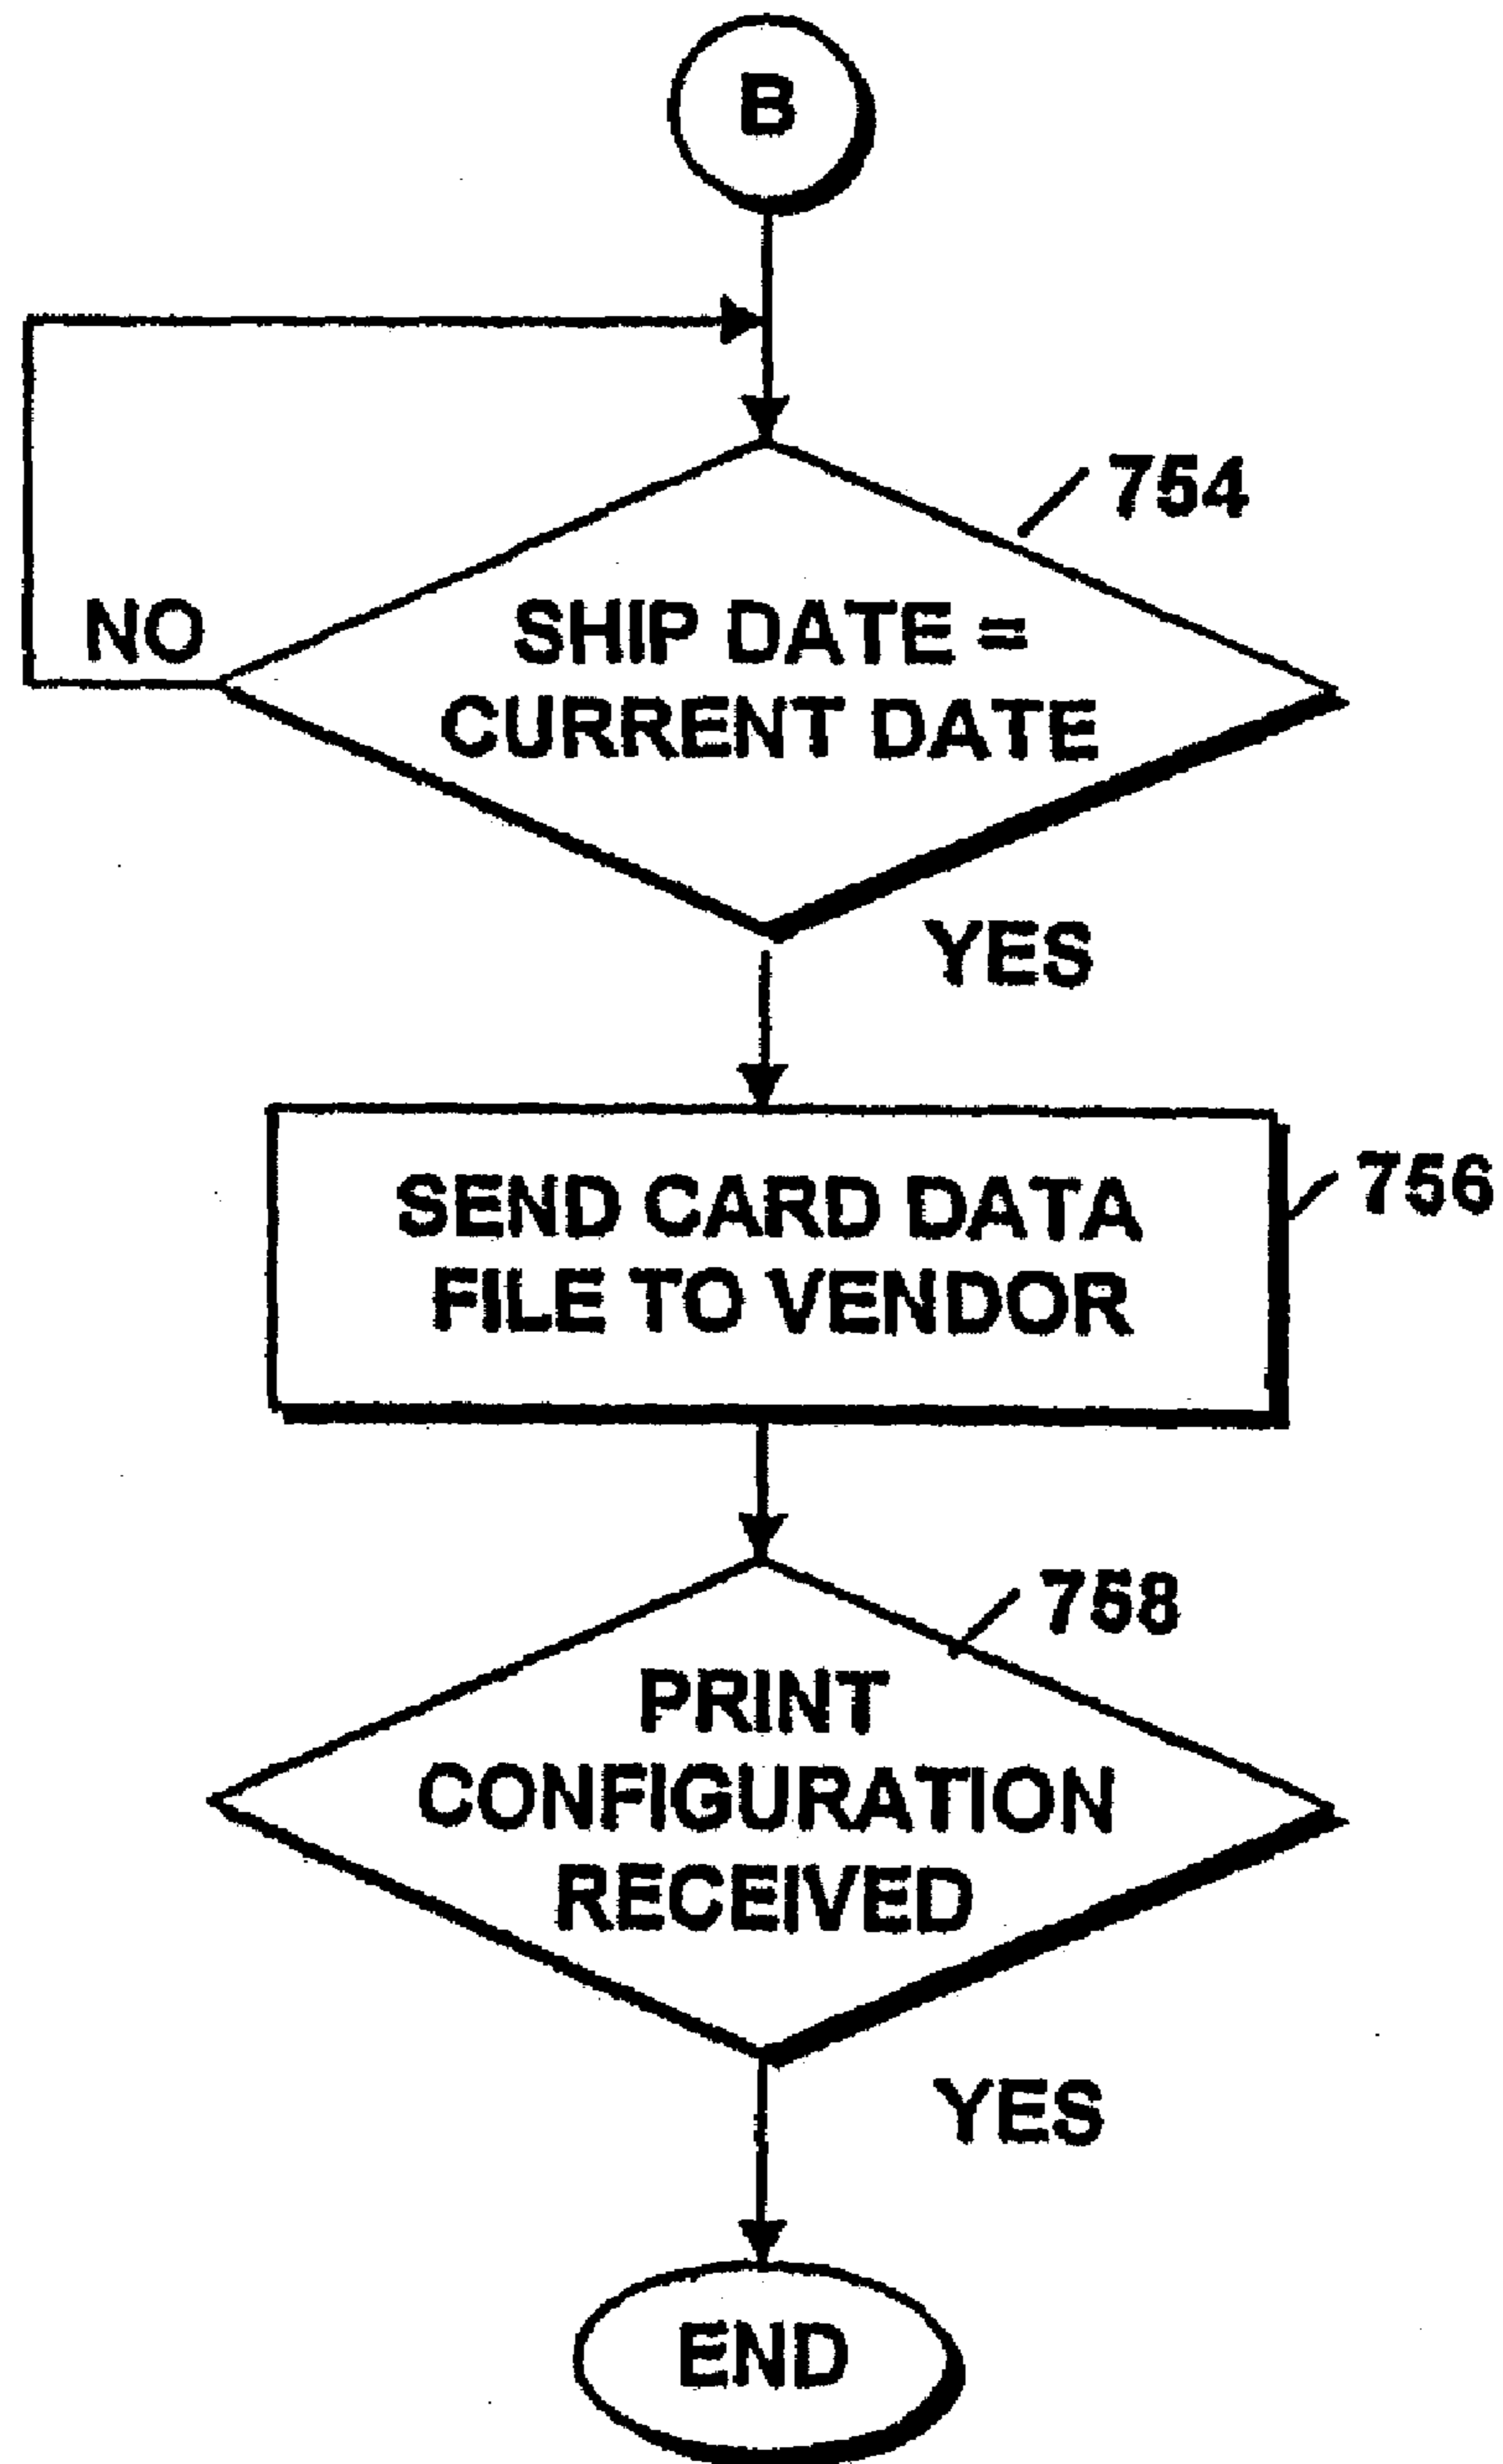 B
754
NO
SHIP DATE =
CURRENT DATE
YES
SEND CARD DATA
FILE TO VENDOR
756
758
PRINT
CONFIGURATION
RECEIVED
YES
END